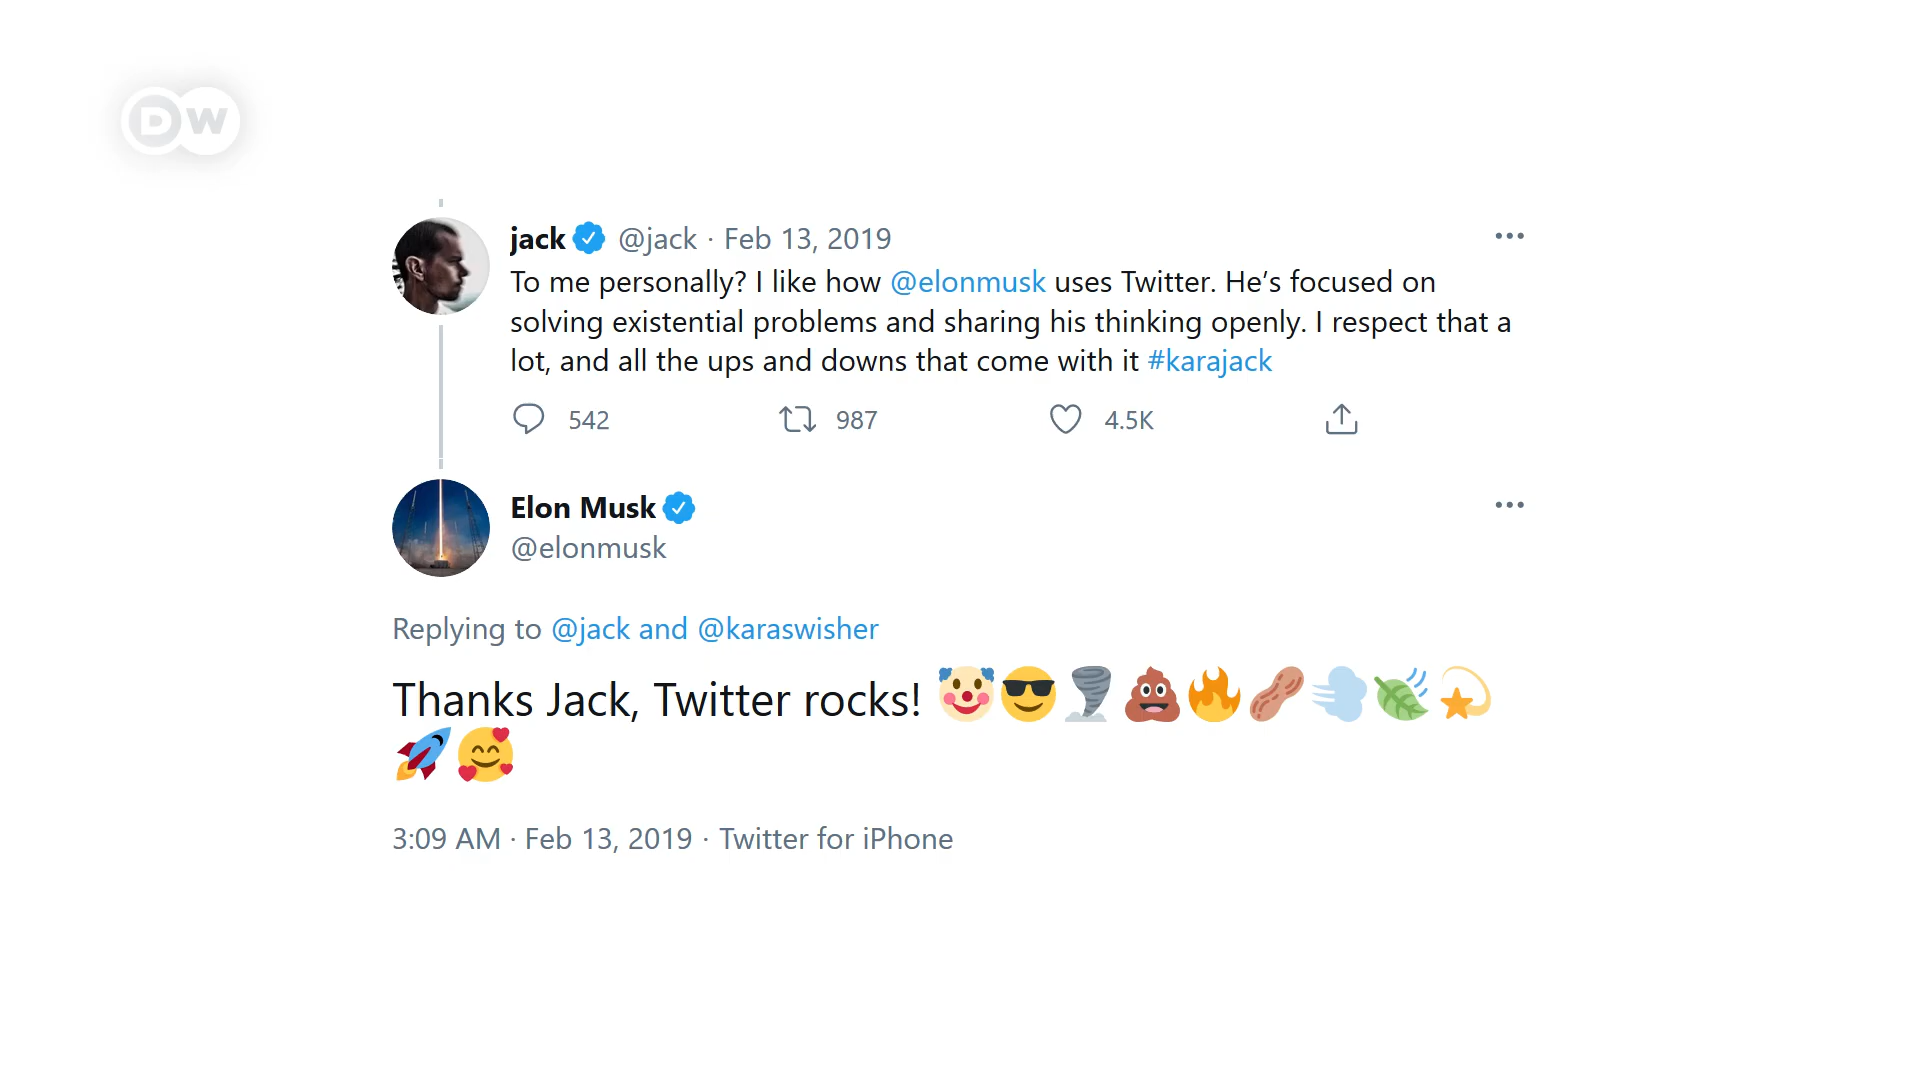 DW
jack @jack · Feb 13, 2019
To me personally? I like how @elonmusk uses Twitter. He’s focused on
solving existential problems and sharing his thinking openly. I respect that a
lot, and all the ups and downs that come with it #karajack
542 987 4.5K
Elon Musk
@elonmusk
Replying to @jack and @karaswisher
Thanks Jack, Twitter rocks! 🤡😎🌪💩🔥🥜💨🍃💫
🚀🥰
3:09 AM · Feb 13, 2019 · Twitter for iPhone